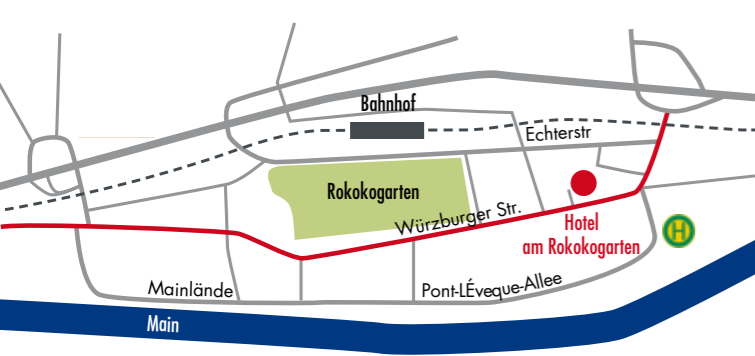 Bahnhof
Echterstr
Rokokogarten
Würzburger Str.
Hotel
am Rokokogarten
H
Mainlände
Pont-LÉveque-Allee
Main